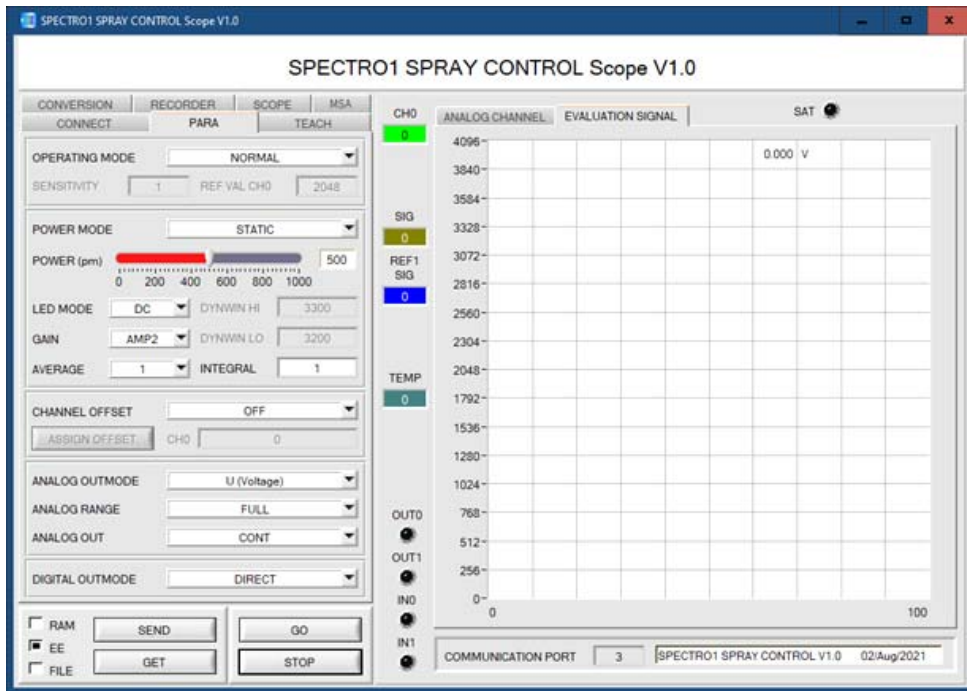 SPECTRO1 SPRAY CONTROL Scope V1.0
SPECTRO1 SPRAY CONTROL Scope V1.0
CONVERSION RECORDER SCOPE MSA
CONNECT PARA TEACH
OPERATING MODE NORMAL
SENSITIVITY 1 REF VAL CH0 2048
POWER MODE STATIC
POWER (pm) 500
0 200 400 600 800 1000
LED MODE DC DYNWIN HI 3300
GAIN AMP2 DYNWIN LO 3200
AVERAGE 1 INTEGRAL 1
CHANNEL OFFSET OFF
ASSIGN OFFSET CH0 0
ANALOG OUTMODE U (Voltage)
ANALOG RANGE FULL
ANALOG OUT CONT
DIGITAL OUTMODE DIRECT
RAM SEND GO
EE
FILE GET STOP
CH0
0
SIG
0
REF1
SIG
0
TEMP
0
OUT0
OUT1
IN0
IN1
ANALOG CHANNEL EVALUATION SIGNAL SAT
0.000 V
4096
3840
3584
3328
3072
2816
2560
2304
2048
1792
1536
1280
1024
768
512
256
0
0 100
COMMUNICATION PORT 3 SPECTRO1 SPRAY CONTROL V1.0 02/Aug/2021